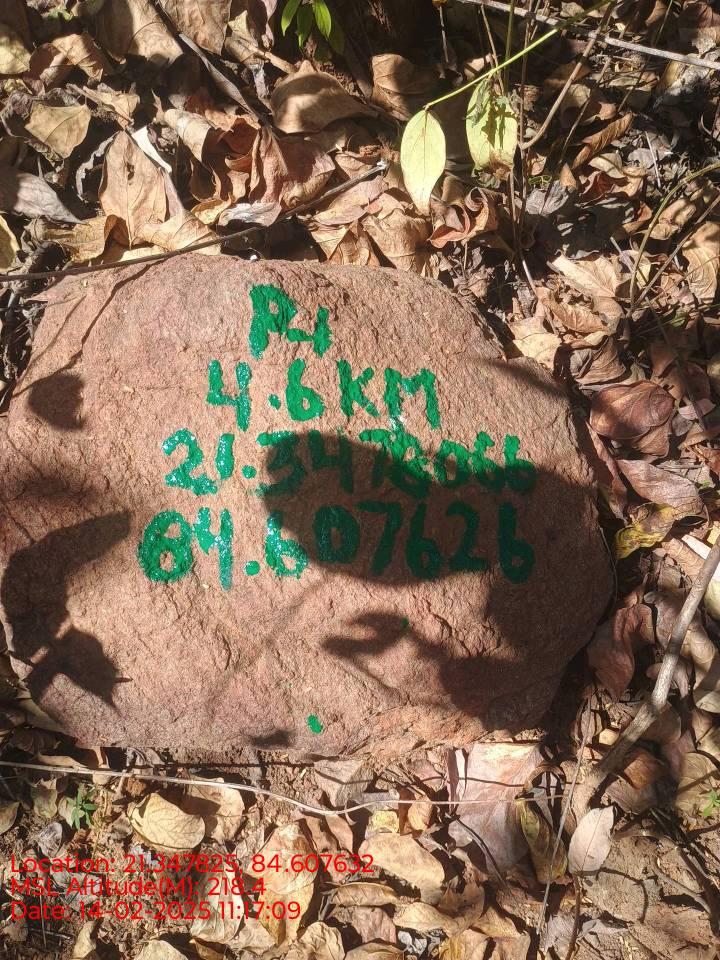 P4
4.6KM
21.3478066
84.607626
Location: 21.347825, 84.607632
MSL Altitude(M): 218.4
Date: 14-02-2025 11:17:09